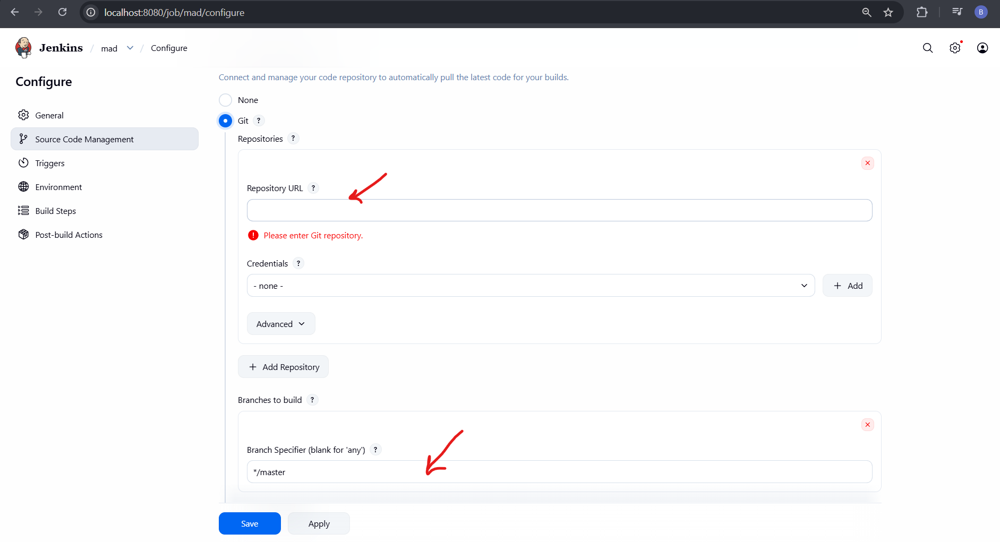 localhost:8080/job/mad/configure
B
Jenkins / mad / Configure
Configure
General
Source Code Management
Triggers
Environment
Build Steps
Post-build Actions
Connect and manage your code repository to automatically pull the latest code for your builds.
None
Git ?
Repositories ?
Repository URL ?
Please enter Git repository.
Credentials ?
- none -
+ Add
Advanced
+ Add Repository
Branches to build ?
Branch Specifier (blank for 'any') ?
*/master
Save
Apply